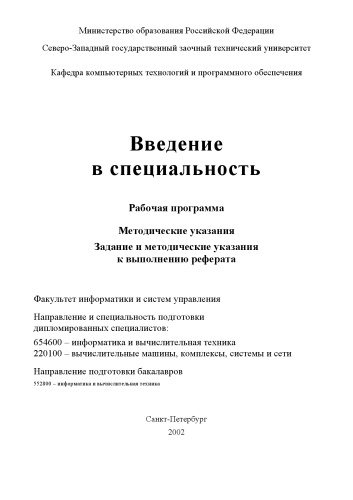 Министерство образования Российской Федерации
Северо-Западный государственный заочный технический университет
Кафедра компьютерных технологий и программного обеспечения
Введение
в специальность
Рабочая программа
Методические указания
Задание и методические указания
к выполнению реферата
Факультет информатики и систем управления
Направление и специальность подготовки
дипломированных специалистов:
654600 – информатика и вычислительная техника
220100 – вычислительные машины, комплексы, системы и сети
Направление подготовки бакалавров
552800 – информатика и вычислительная техника
Санкт-Петербург
2002